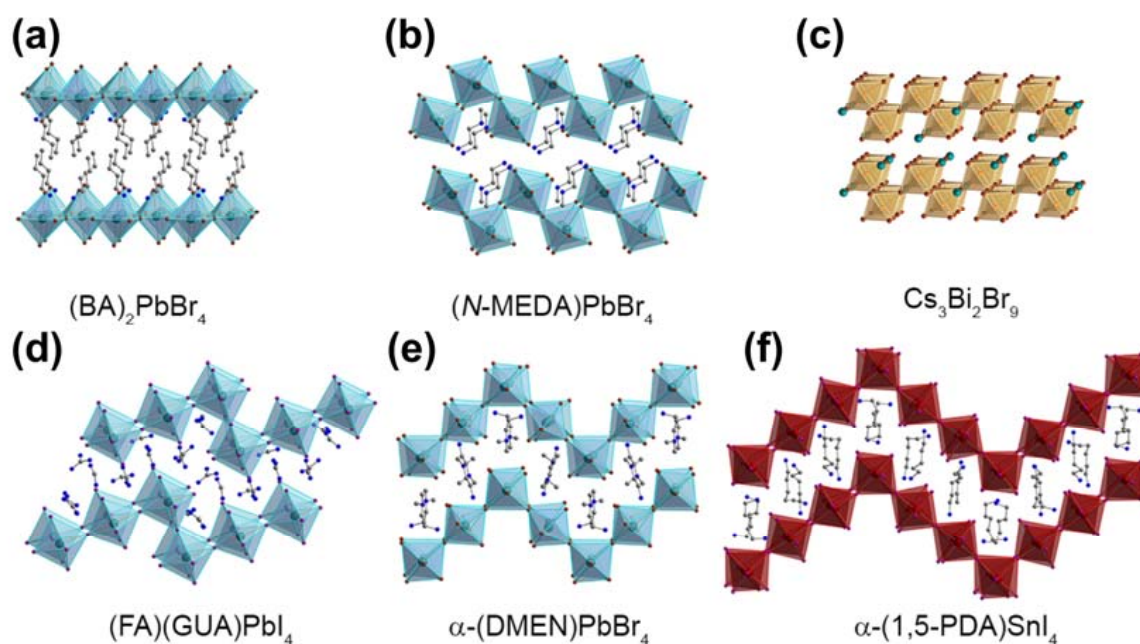 (a)
(b)
(c)
(BA)₂PbBr₄
(N-MEDA)PbBr₄
Cs₃Bi₂Br₉
(d)
(e)
(f)
(FA)(GUA)PbI₄
α-(DMEN)PbBr₄
α-(1,5-PDA)SnI₄